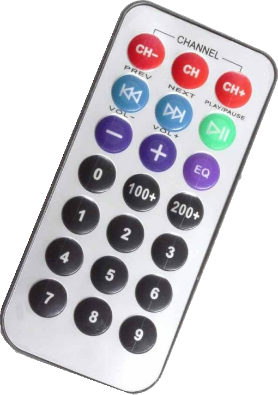 CHANNEL
CH- CH CH+
PREV NEXT PLAY/PAUSE
VOL- VOL+
EQ
0 100+ 200+
1 2 3
4 5 6
7 8 9